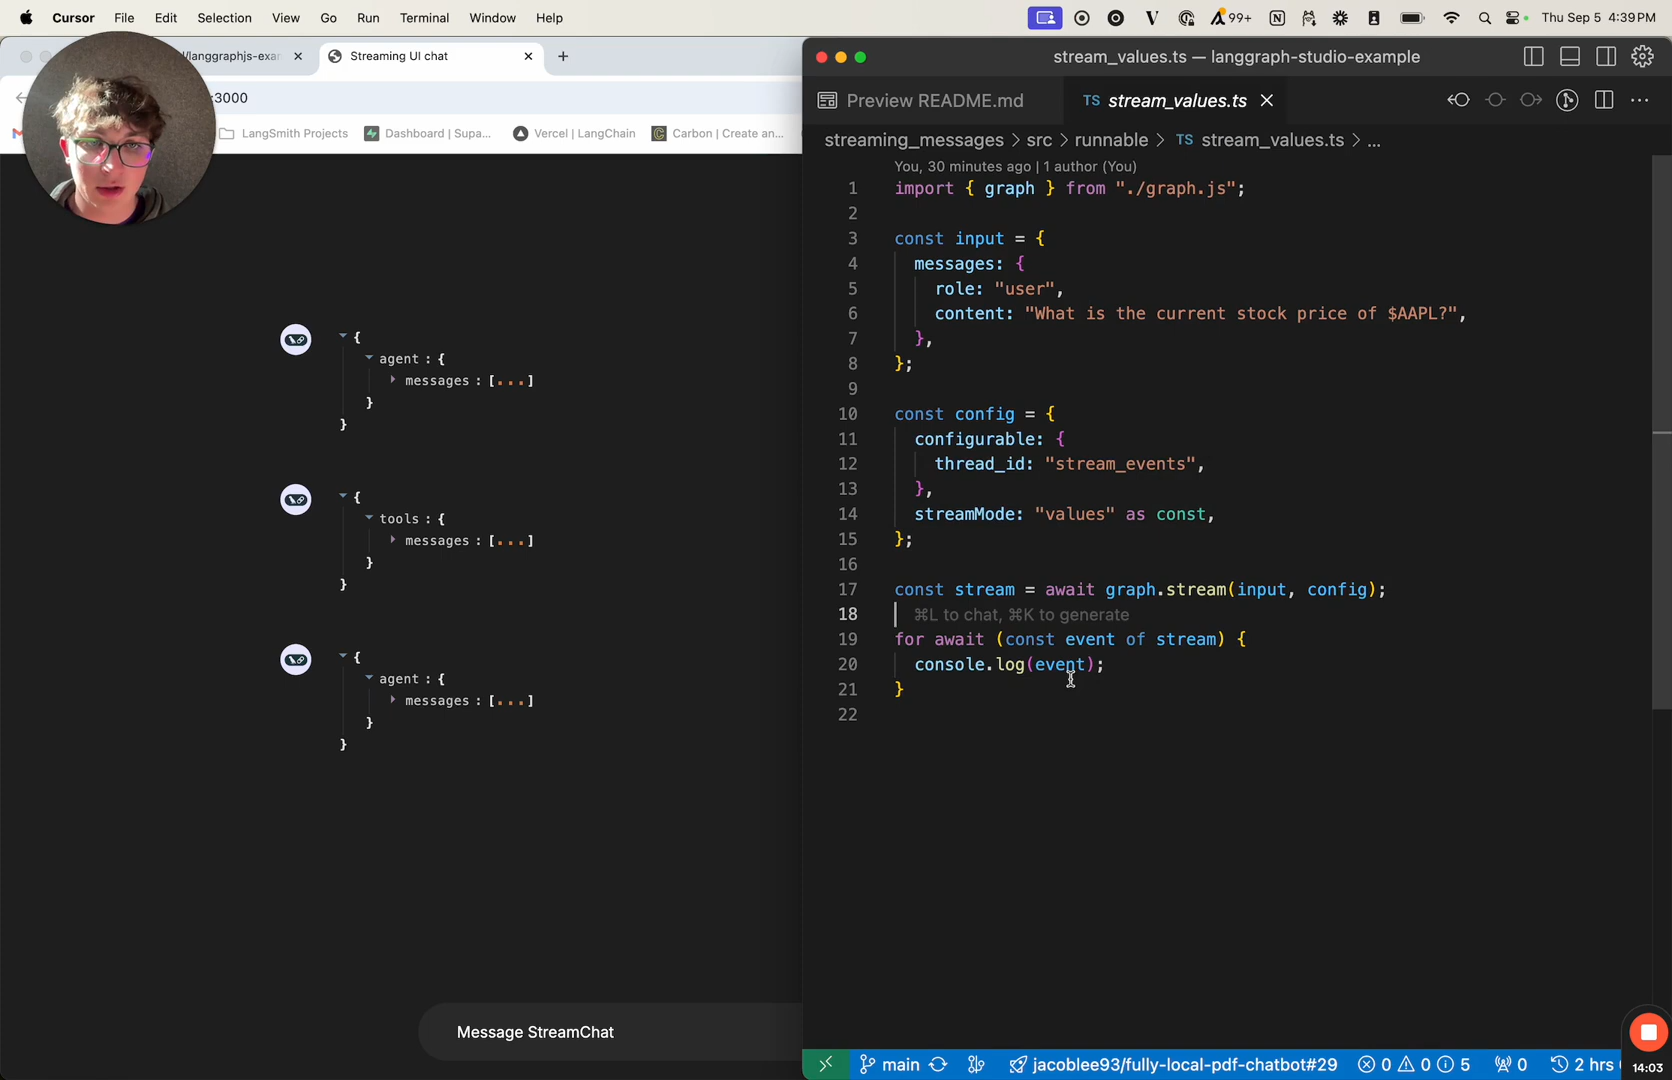 Cursor File Edit Selection View Go Run Terminal Window Help
99+ Thu Sep 5 4:39 PM
/langgraphjs-exa
Streaming UI chat
:3000
LangSmith Projects
Dashboard | Supa...
Vercel | LangChain
Carbon | Create an...
{
agent : {
messages : [...]
}
}
{
tools : {
messages : [...]
}
}
{
agent : {
messages : [...]
}
}
Message StreamChat
stream_values.ts — langgraph-studio-example
Preview README.md
TS stream_values.ts
streaming_messages > src > runnable > TS stream_values.ts > ...
You, 30 minutes ago | 1 author (You)
1 import { graph } from "./graph.js";
2
3 const input = {
4 messages: {
5 role: "user",
6 content: "What is the current stock price of $AAPL?",
7 },
8 };
9
10 const config = {
11 configurable: {
12 thread_id: "stream_events",
13 },
14 streamMode: "values" as const,
15 };
16
17 const stream = await graph.stream(input, config);
18 ⌘L to chat, ⌘K to generate
19 for await (const event of stream) {
20 console.log(event);
21 }
22
main jacoblee93/fully-local-pdf-chatbot#29 0 0 5 0 2 hrs
14:03